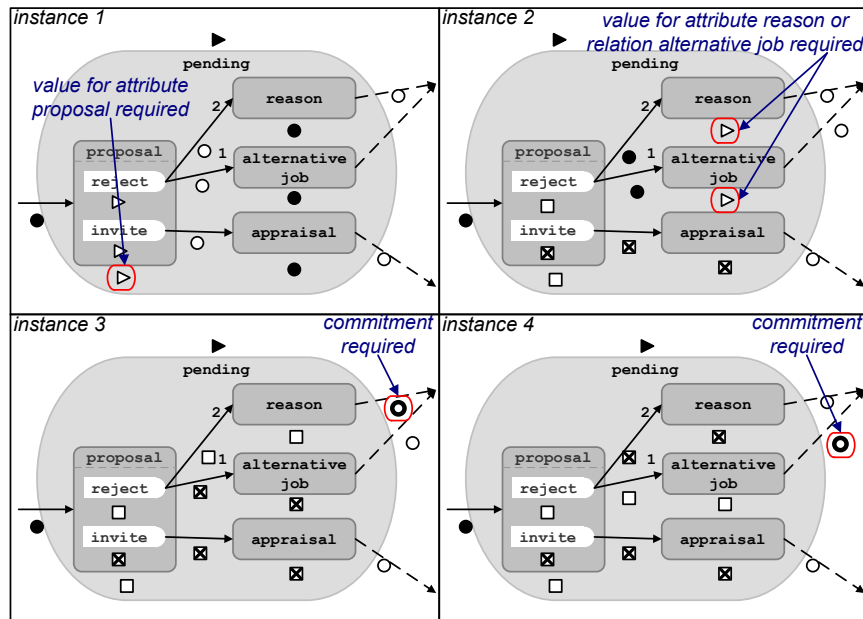 instance 1
pending
value for attribute
proposal required
2
reason
proposal
reject
1
alternative
job
invite
appraisal
instance 2
value for attribute reason or
relation alternative job required
pending
2
reason
proposal
reject
1
alternative
job
invite
appraisal
instance 3
commitment
required
pending
2
reason
proposal
reject
1
alternative
job
invite
appraisal
instance 4
commitment
required
pending
2
reason
proposal
reject
1
alternative
job
invite
appraisal